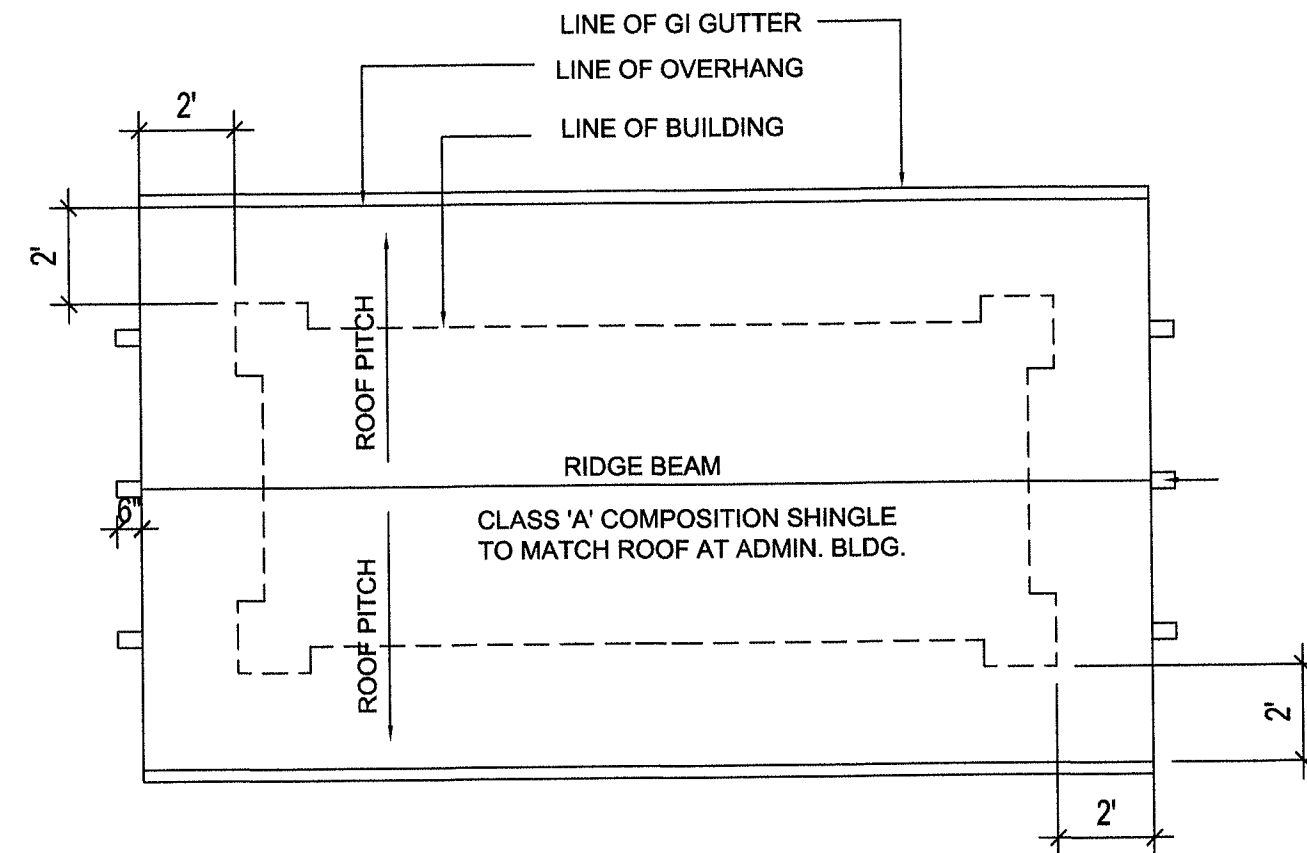 LINE OF GI GUTTER
LINE OF OVERHANG
2'
LINE OF BUILDING
2'
ROOF PITCH
RIDGE BEAM
6"
CLASS 'A' COMPOSITION SHINGLE
TO MATCH ROOF AT ADMIN. BLDG.
ROOF PITCH
2'
2'